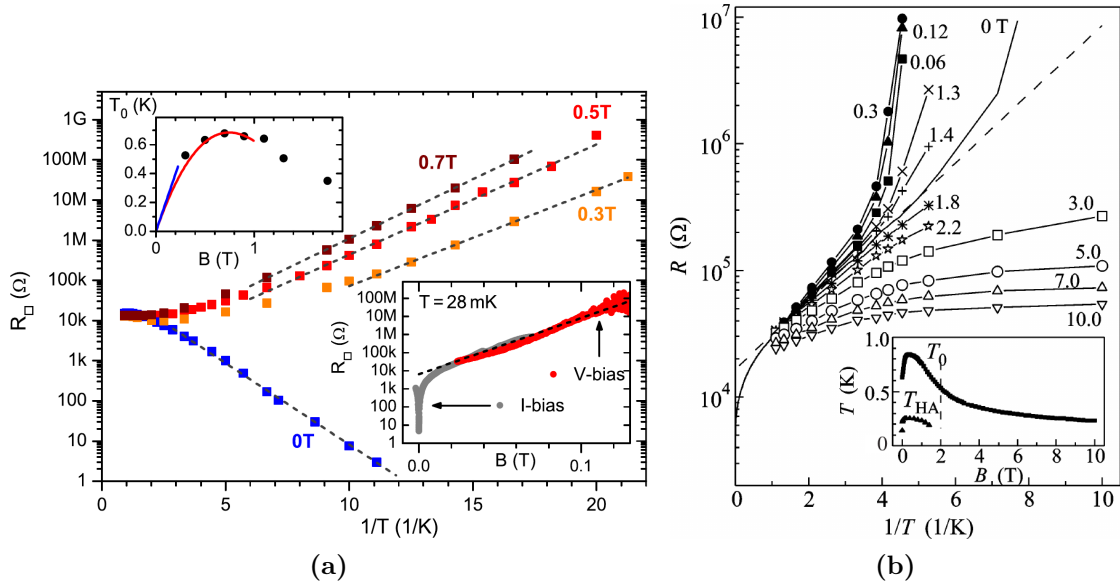 T₀ (K)
0.6
0.4
0.2
0.0
0
1
B (T)
1G
100M
10M
1M
100k
10k
1k
100
10
1
R□ (Ω)
0.5T
0.7T
0.3T
0T
T = 28 mK
100M
10M
1M
100k
10k
1k
100
10
1
R□ (Ω)
V-bias
I-bias
0.0
0.1
B (T)
0 5 10 15 20
1/T (1/K)
(a)
10⁷
10⁶
10⁵
10⁴
R (Ω)
0 T
0.12
0.06
0.3
1.3
1.4
1.8
2.2
3.0
5.0
7.0
10.0
1.0
0.5
0
T (K)
T₀
T_HA
0 2 4 6 8 10
B (T)
0 2 4 6 8 10
1/T (1/K)
(b)